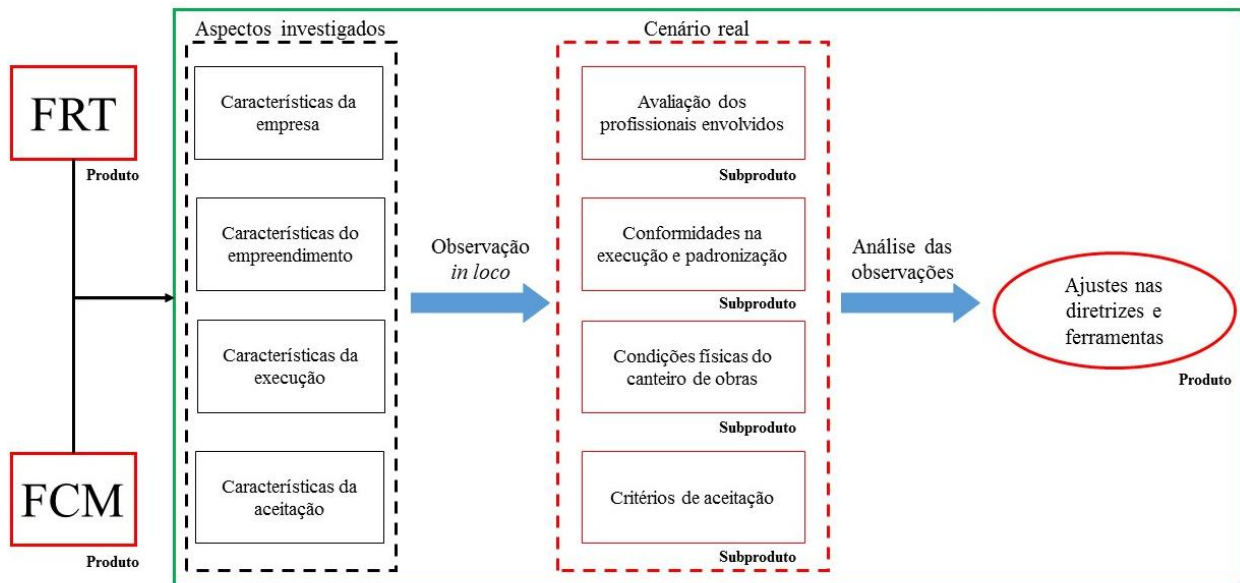 FRT
Produto
FCM
Produto
Aspectos investigados
Características da
empresa
Características do
empreendimento
Características da
execução
Características da
aceitação
Observação
in loco
Cenário real
Avaliação dos
profissionais envolvidos
Subproduto
Conformidades na
execução e padronização
Subproduto
Condições físicas do
canteiro de obras
Subproduto
Critérios de aceitação
Subproduto
Análise das
observações
Ajustes nas
diretrizes e
ferramentas
Produto